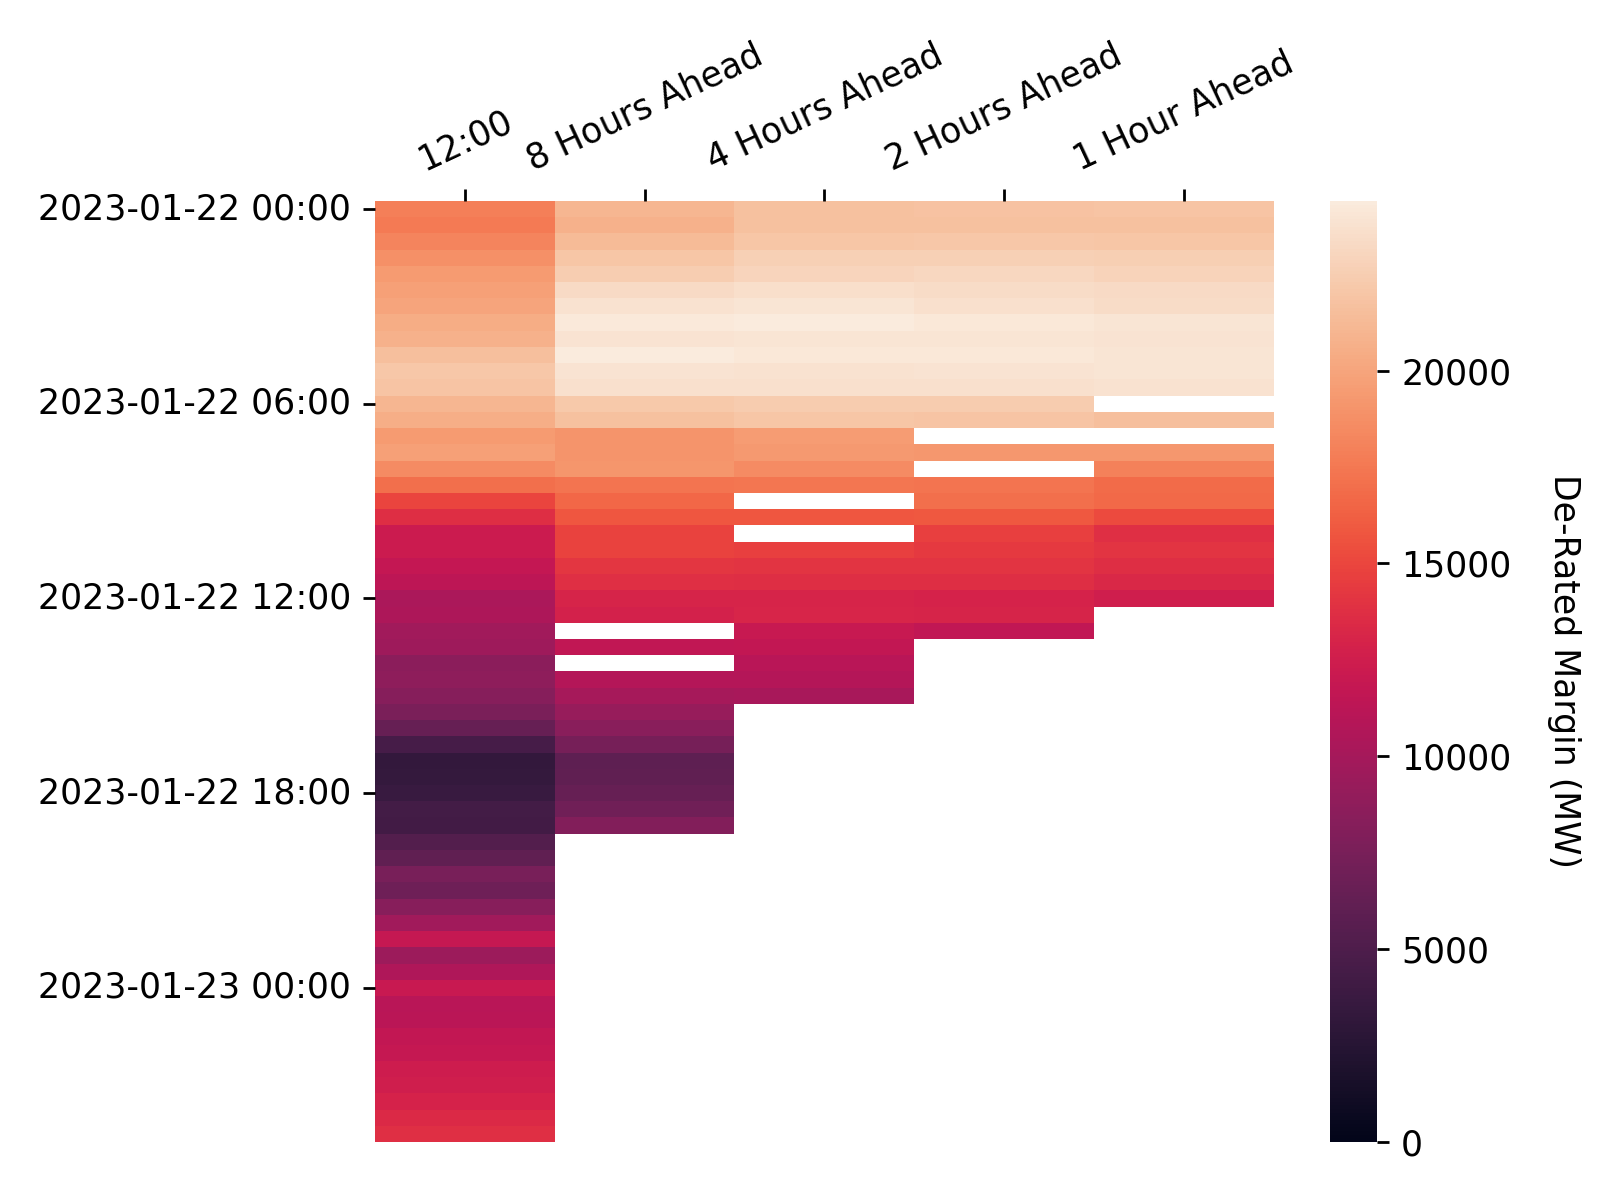 12:00
8 Hours Ahead
4 Hours Ahead
2 Hours Ahead
1 Hour Ahead
2023-01-22 00:00
2023-01-22 06:00
2023-01-22 12:00
2023-01-22 18:00
2023-01-23 00:00
20000
15000
10000
5000
0
De-Rated Margin (MW)